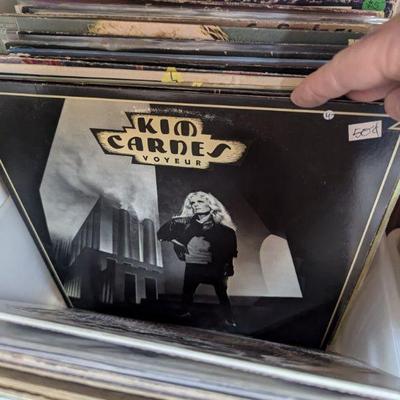 KIM
CARNES
VOYEUR
50¢